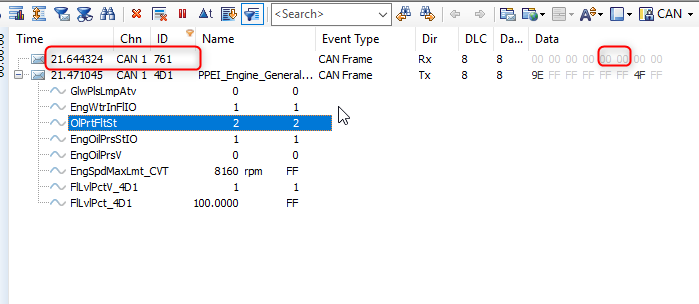 Δt <Search> A CAN
Time Chn ID Name Event Type Dir DLC Da... Data
21.644324 CAN 1 761 CAN Frame Rx 8 8 00 00 00 00 00 00 00 00
21.471045 CAN 1 4D1 PPEI_Engine_General... CAN Frame Tx 8 8 9E FF FF FF FF FF 4F FF
GlwPlsLmpAtv 0 0
EngWtrInFlIO 1 1
OlPrtFltSt 2 2
EngOilPrsStIO 1 1
EngOilPrsV 0 0
EngSpdMaxLmt_CVT 8160 rpm FF
FlLvlPctV_4D1 1 1
FlLvlPct_4D1 100.0000 FF